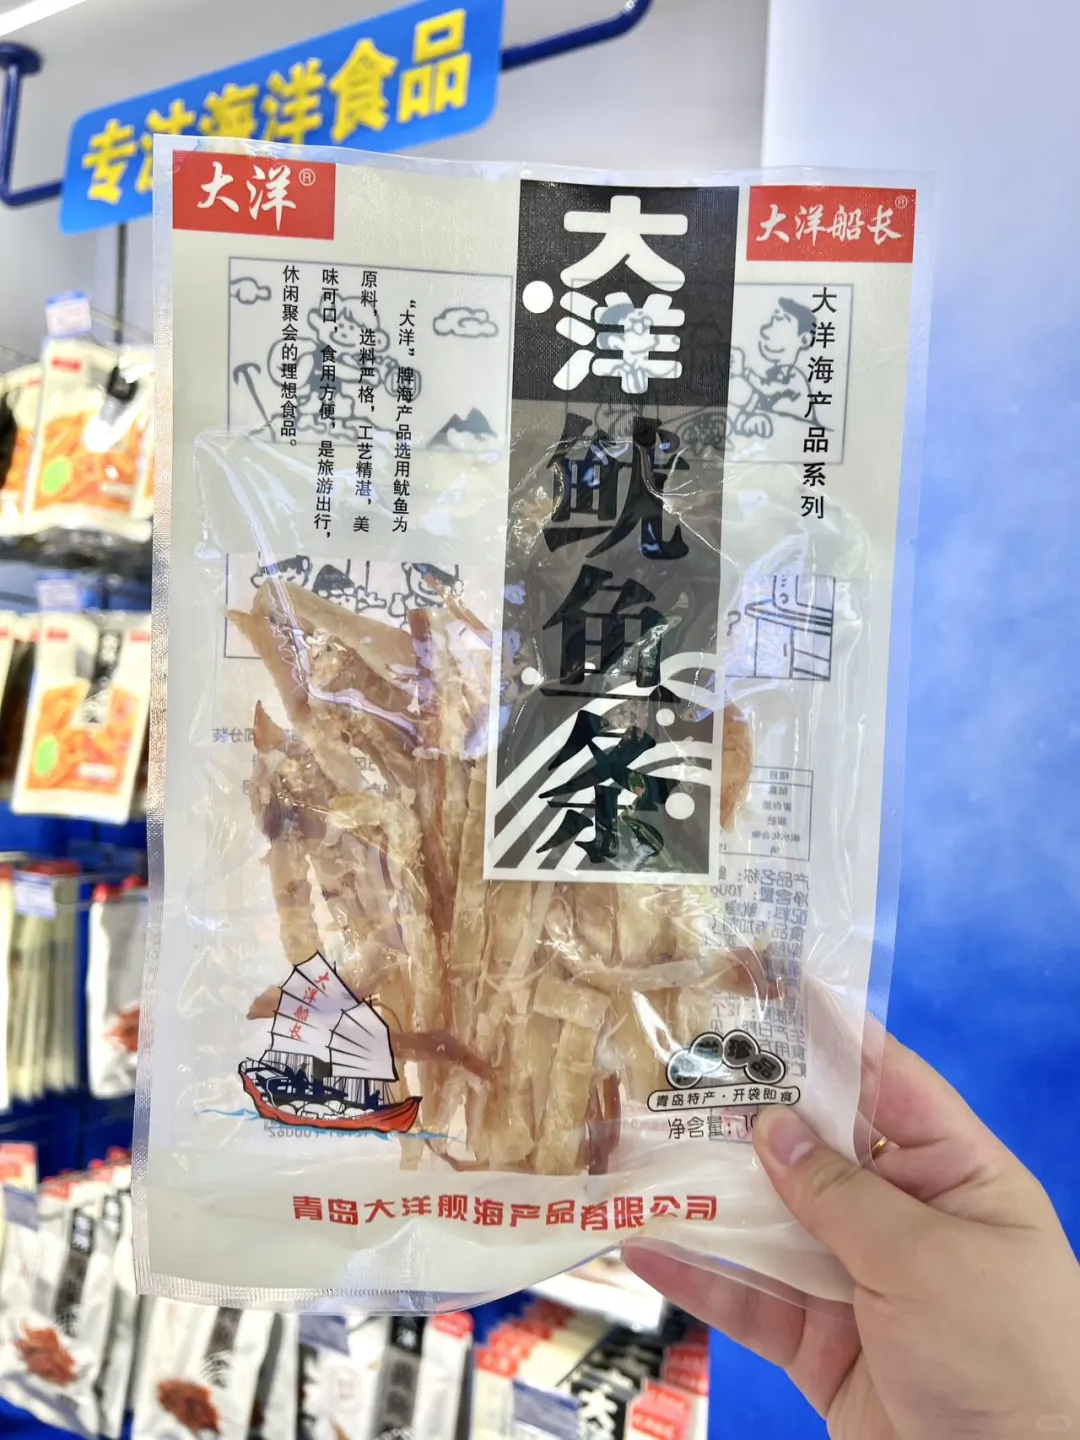 专注海洋食品
大洋®
大洋船长®
大洋
鱿鱼条
大洋海产品系列
“大洋”牌海产品选用鱿鱼为
原料，选料严格，工艺精湛，美
味可口，食用方便，是旅游出行，
休闲聚会的理想食品。
大洋船长
珍品
青岛特产·开袋即食
净含量：
青岛大洋舰海产品有限公司